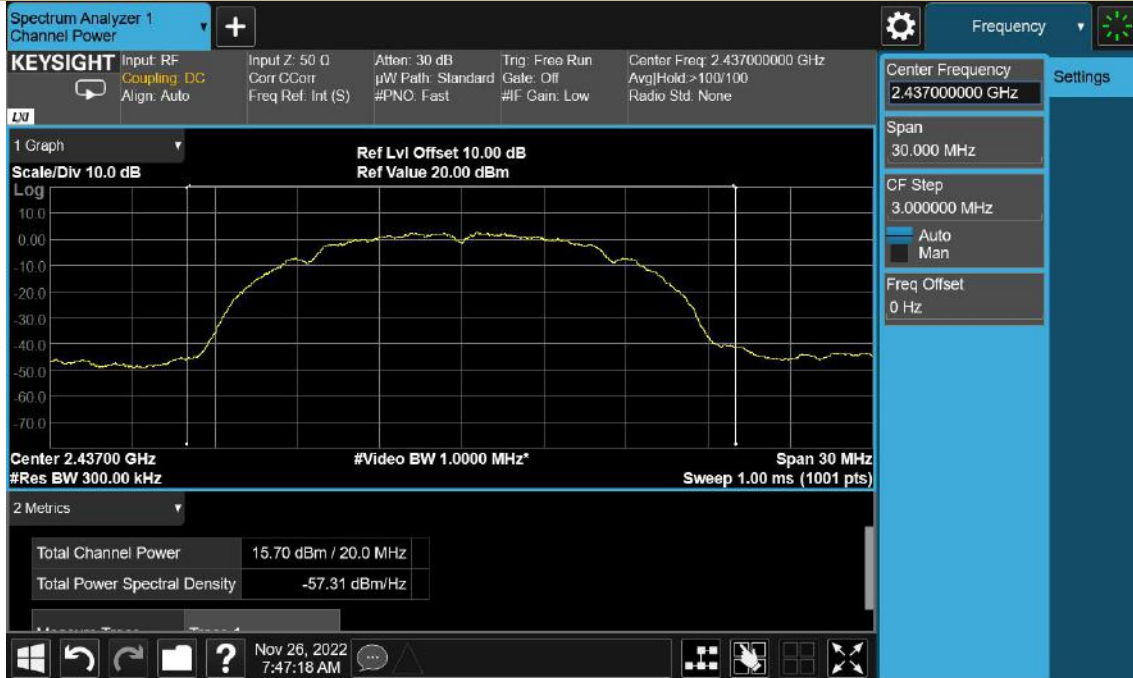 Spectrum Analyzer 1
Channel Power
Frequency
KEYSIGHT
Input: RF
Coupling: DC
Align: Auto
Input Z: 50 Ω
Corr CCorr
Freq Ref: Int (S)
Atten: 30 dB
µW Path: Standard
#PNO: Fast
Trig: Free Run
Gate: Off
#IF Gain: Low
Center Freq: 2.437000000 GHz
Avg|Hold:>100/100
Radio Std: None
LXI
Center Frequency
2.437000000 GHz
Settings
Span
30.000 MHz
CF Step
3.000000 MHz
Auto
Man
Freq Offset
0 Hz
1 Graph
Scale/Div 10.0 dB
Ref Lvl Offset 10.00 dB
Ref Value 20.00 dBm
Log
10.0
0.00
-10.0
-20.0
-30.0
-40.0
-50.0
-60.0
-70.0
Center 2.43700 GHz
#Res BW 300.00 kHz
#Video BW 1.0000 MHz*
Span 30 MHz
Sweep 1.00 ms (1001 pts)
2 Metrics
Total Channel Power 15.70 dBm / 20.0 MHz
Total Power Spectral Density -57.31 dBm/Hz
Nov 26, 2022
7:47:18 AM